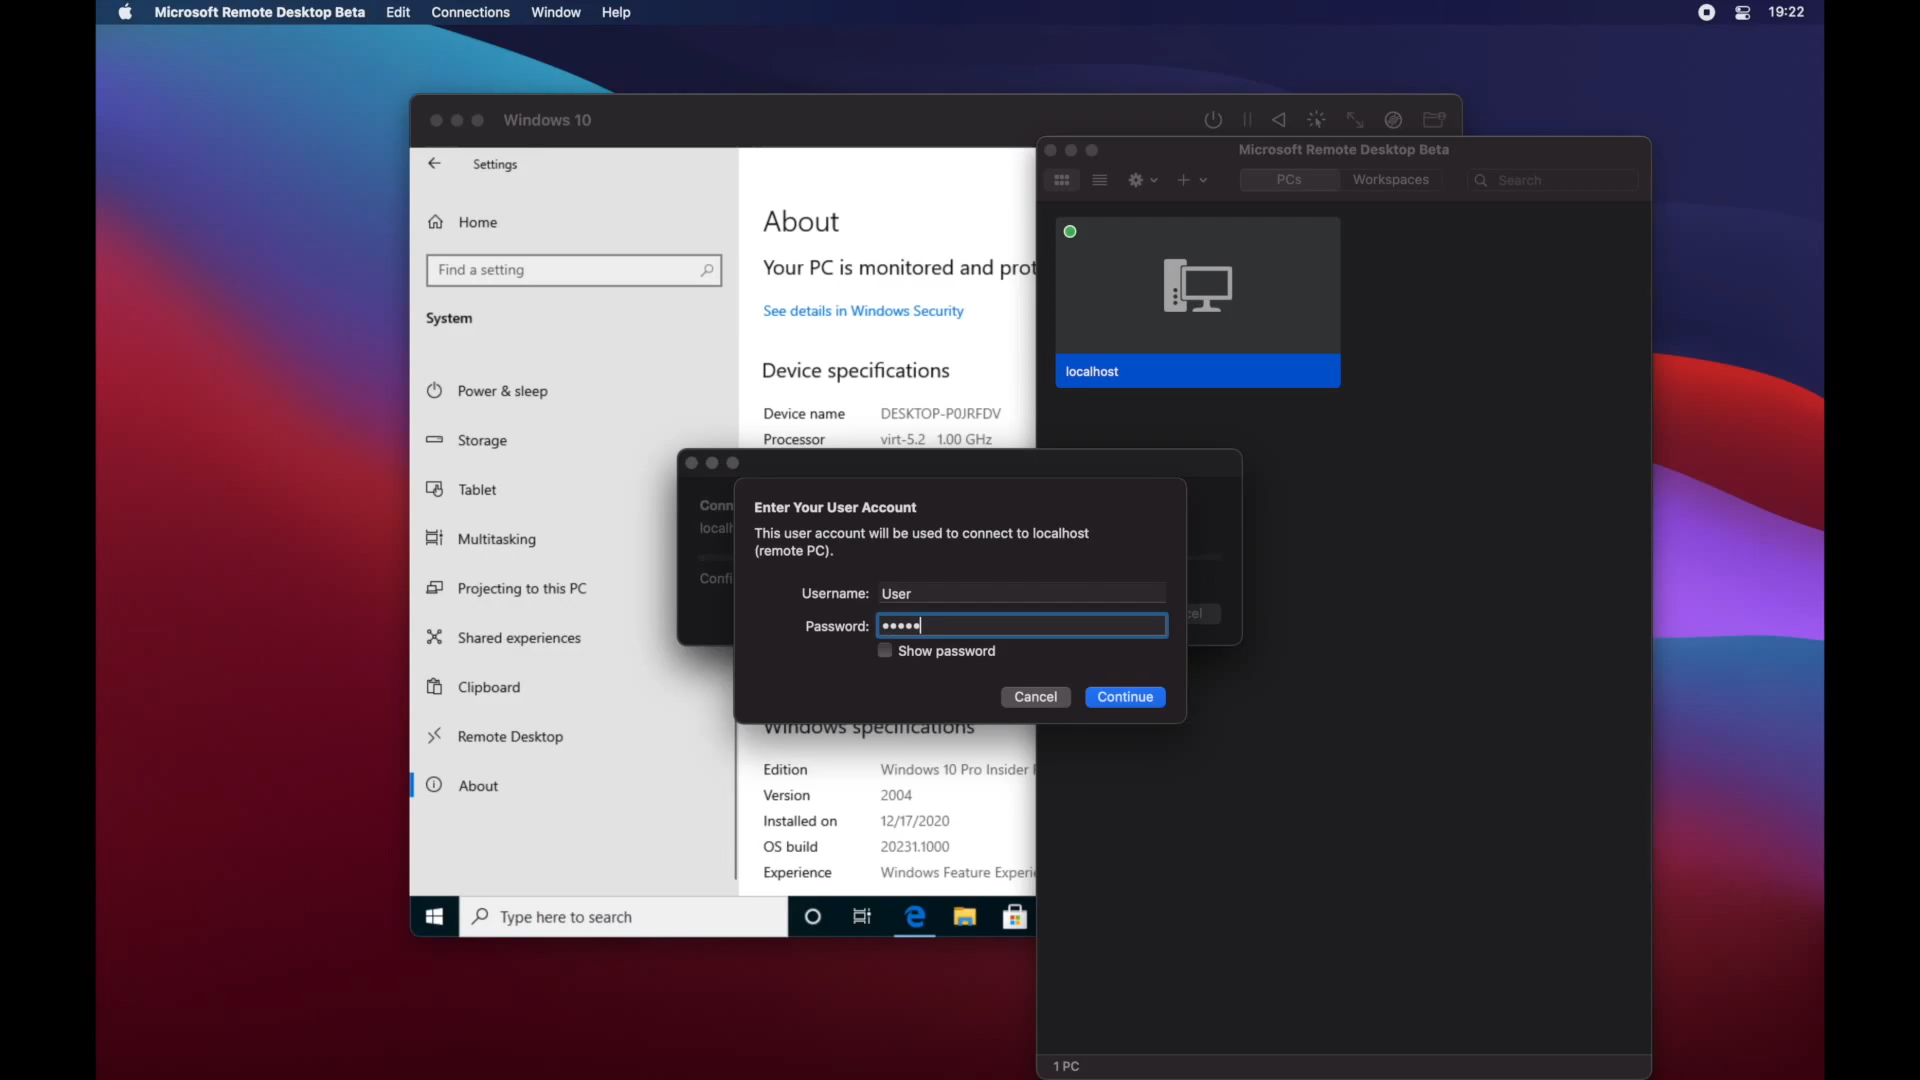 Microsoft Remote Desktop Beta Edit Connections Window Help 19:22
Windows 10
Settings
Home
Find a setting
System
Power & sleep
Storage
Tablet
Multitasking
Projecting to this PC
Shared experiences
Clipboard
Remote Desktop
About
About
Your PC is monitored and prot
See details in Windows Security
Device specifications
Device name DESKTOP-P0JRFDV
Processor virt-5.2 1.00 GHz
Windows specifications
Edition Windows 10 Pro Insider
Version 2004
Installed on 12/17/2020
OS build 20231.1000
Experience Windows Feature Experi
Type here to search
Microsoft Remote Desktop Beta
PCs Workspaces Search
localhost
1 PC
Conn
localh
Confi
cel
Enter Your User Account
This user account will be used to connect to localhost
(remote PC).
Username: User
Password: •••••
Show password
Cancel Continue